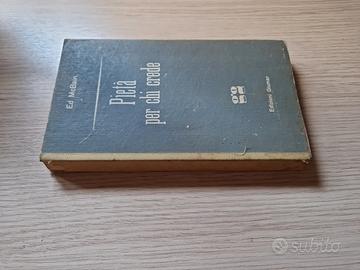 Ed McBain
Pietà
per chi crede
Edizioni Giumar
subito